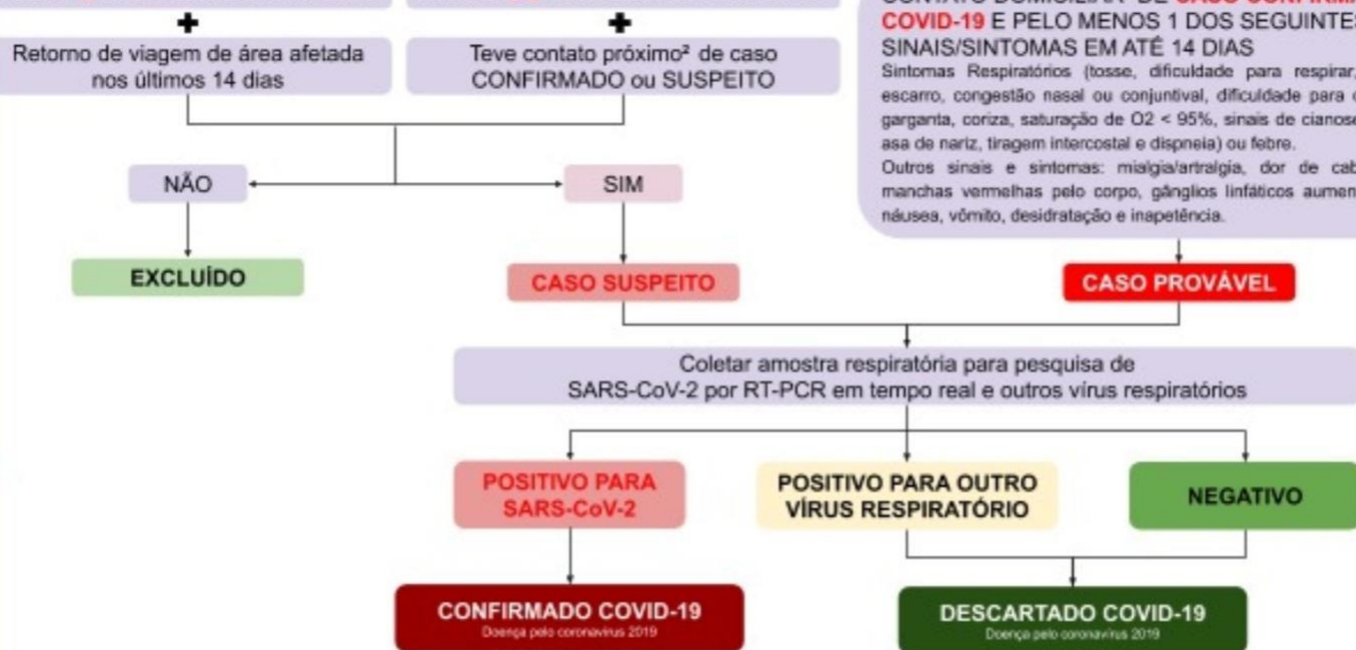 +
+
Retorno de viagem de área afetada
nos últimos 14 dias
Teve contato próximo² de caso
CONFIRMADO ou SUSPEITO
COVID-19 E PELO MENOS 1 DOS SEGUINTES
SINAIS/SINTOMAS EM ATÉ 14 DIAS
Sintomas Respiratórios (tosse, dificuldade para respirar,
escarro, congestão nasal ou conjuntival, dificuldade para
garganta, coriza, saturação de O2 < 95%, sinais de cianose
asa de nariz, tiragem intercostal e dispneia) ou febre.
Outros sinais e sintomas: mialgia/artralgia, dor de
manchas vermelhas pelo corpo, gânglios linfáticos
náusea, vômito, desidratação e inapetência.
NÃO
SIM
EXCLUÍDO
CASO SUSPEITO
CASO PROVÁVEL
Coletar amostra respiratória para pesquisa de
SARS-CoV-2 por RT-PCR em tempo real e outros vírus respiratórios
POSITIVO PARA
SARS-CoV-2
POSITIVO PARA OUTRO
VÍRUS RESPIRATÓRIO
NEGATIVO
CONFIRMADO COVID-19
Doença pelo coronavírus 2019
DESCARTADO COVID-19
Doença pelo coronavírus 2019